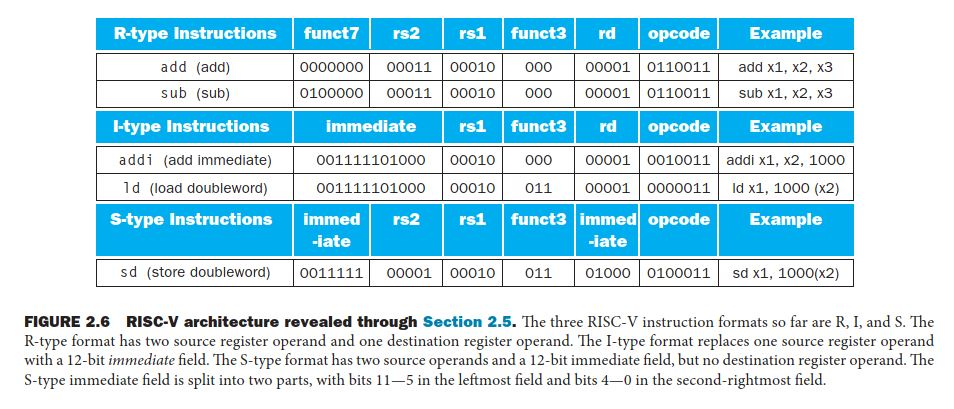 R-type Instructions funct7 rs2 rs1 funct3 rd opcode Example
add (add) 0000000 00011 00010 000 00001 0110011 add x1, x2, x3
sub (sub) 0100000 00011 00010 000 00001 0110011 sub x1, x2, x3
I-type Instructions immediate rs1 funct3 rd opcode Example
addi (add immediate) 001111101000 00010 000 00001 0010011 addi x1, x2, 1000
ld (load doubleword) 001111101000 00010 011 00001 0000011 ld x1, 1000 (x2)
S-type Instructions immed rs2 rs1 funct3 immed opcode Example
-iate -iate
sd (store doubleword) 0011111 00001 00010 011 01000 0100011 sd x1, 1000(x2)
FIGURE 2.6 RISC-V architecture revealed through Section 2.5. The three RISC-V instruction formats so far are R, I, and S. The
R-type format has two source register operand and one destination register operand. The I-type format replaces one source register operand
with a 12-bit immediate field. The S-type format has two source operands and a 12-bit immediate field, but no destination register operand. The
S-type immediate field is split into two parts, with bits 11—5 in the leftmost field and bits 4—0 in the second-rightmost field.